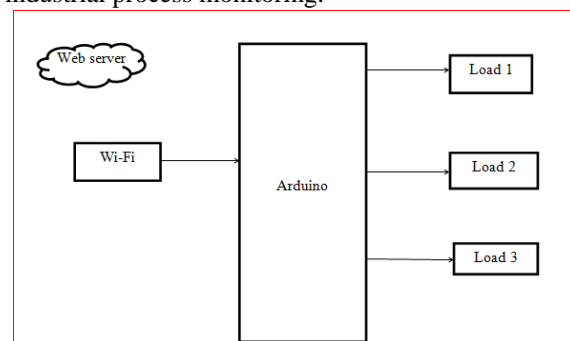 industrial process monitoring.
Web server
Load 1
Wi-Fi
Load 2
Arduino
Load 3